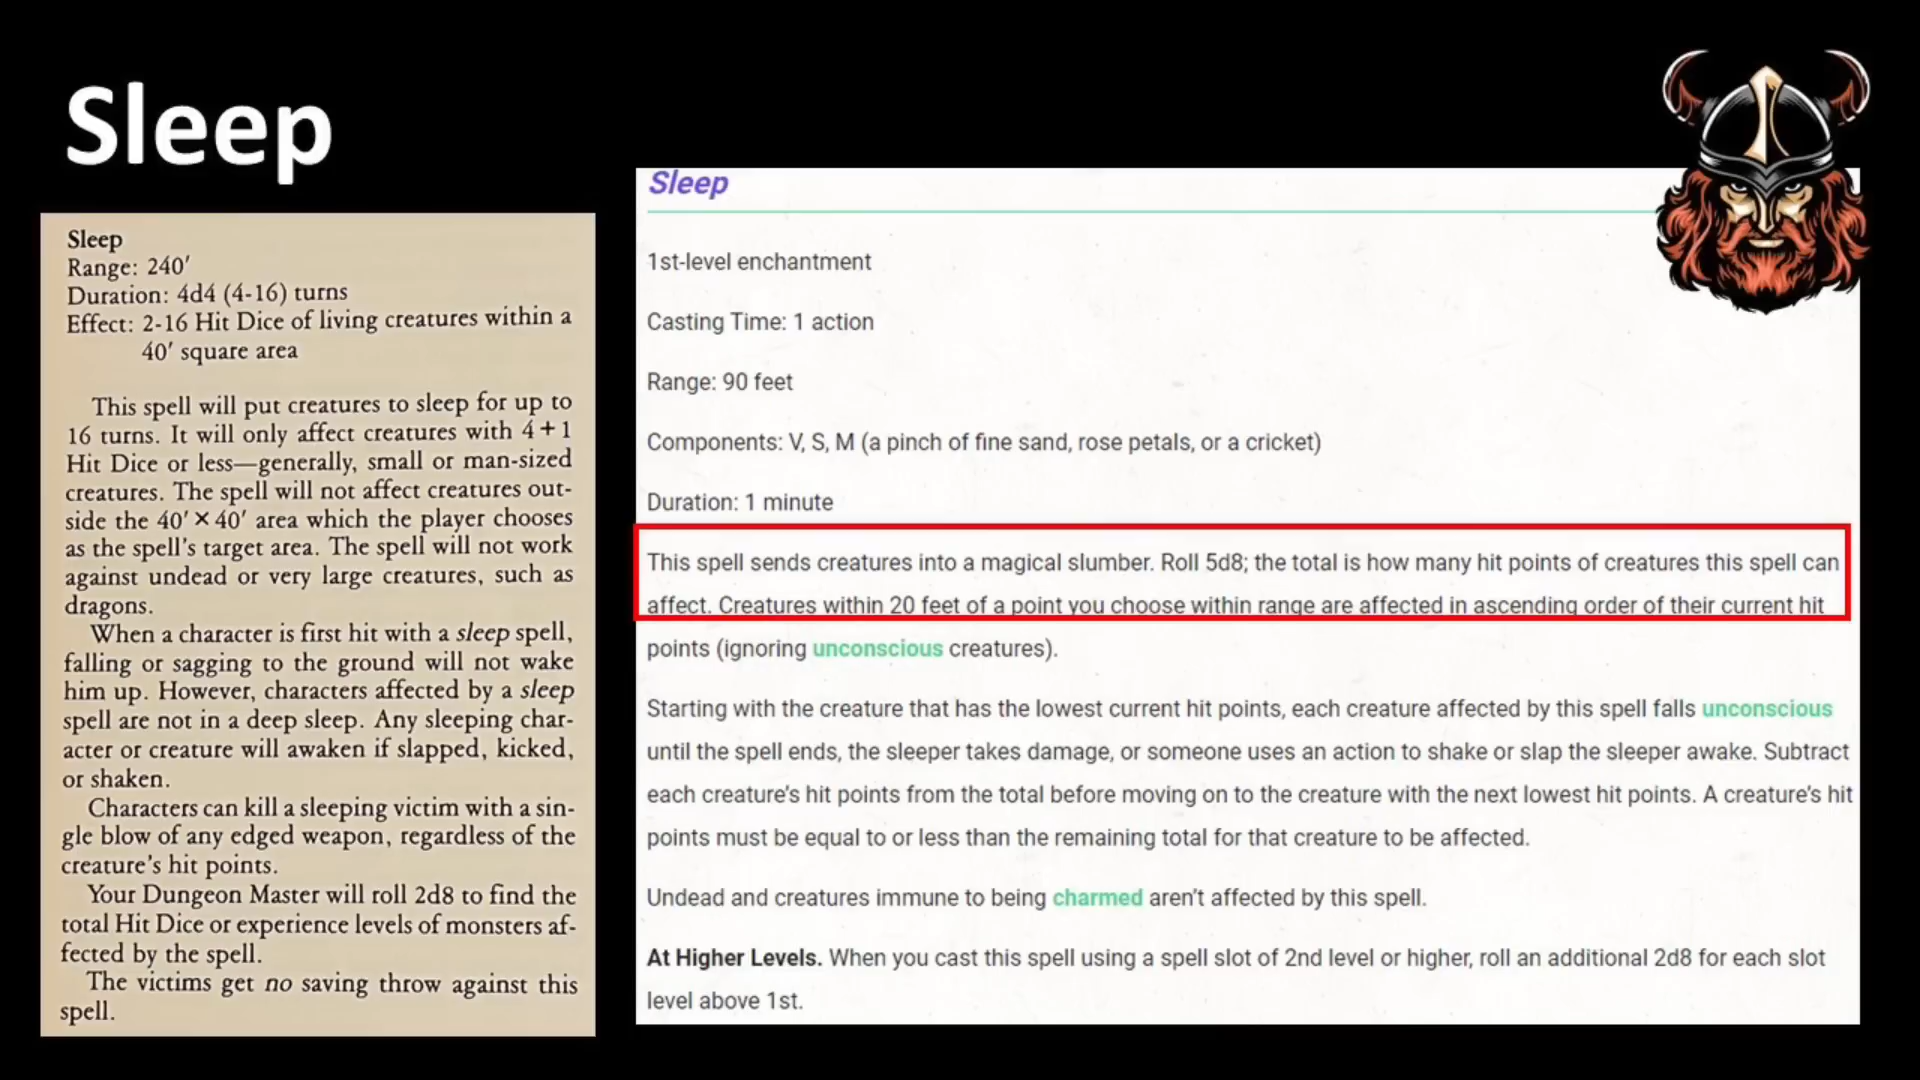 Sleep
Sleep
Range: 240'
Duration: 4d4 (4-16) turns
Effect: 2-16 Hit Dice of living creatures within a
40' square area
This spell will put creatures to sleep for up to
16 turns. It will only affect creatures with 4 + 1
Hit Dice or less—generally, small or man-sized
creatures. The spell will not affect creatures out-
side the 40' × 40' area which the player chooses
as the spell's target area. The spell will not work
against undead or very large creatures, such as
dragons.
When a character is first hit with a sleep spell,
falling or sagging to the ground will not wake
him up. However, characters affected by a sleep
spell are not in a deep sleep. Any sleeping char-
acter or creature will awaken if slapped, kicked,
or shaken.
Characters can kill a sleeping victim with a sin-
gle blow of any edged weapon, regardless of the
creature's hit points.
Your Dungeon Master will roll 2d8 to find the
total Hit Dice or experience levels of monsters af-
fected by the spell.
The victims get no saving throw against this
spell.
Sleep
1st-level enchantment
Casting Time: 1 action
Range: 90 feet
Components: V, S, M (a pinch of fine sand, rose petals, or a cricket)
Duration: 1 minute
This spell sends creatures into a magical slumber. Roll 5d8; the total is how many hit points of creatures this spell can
affect. Creatures within 20 feet of a point you choose within range are affected in ascending order of their current hit
points (ignoring unconscious creatures).
Starting with the creature that has the lowest current hit points, each creature affected by this spell falls unconscious
until the spell ends, the sleeper takes damage, or someone uses an action to shake or slap the sleeper awake. Subtract
each creature's hit points from the total before moving on to the creature with the next lowest hit points. A creature's hit
points must be equal to or less than the remaining total for that creature to be affected.
Undead and creatures immune to being charmed aren't affected by this spell.
At Higher Levels. When you cast this spell using a spell slot of 2nd level or higher, roll an additional 2d8 for each slot
level above 1st.